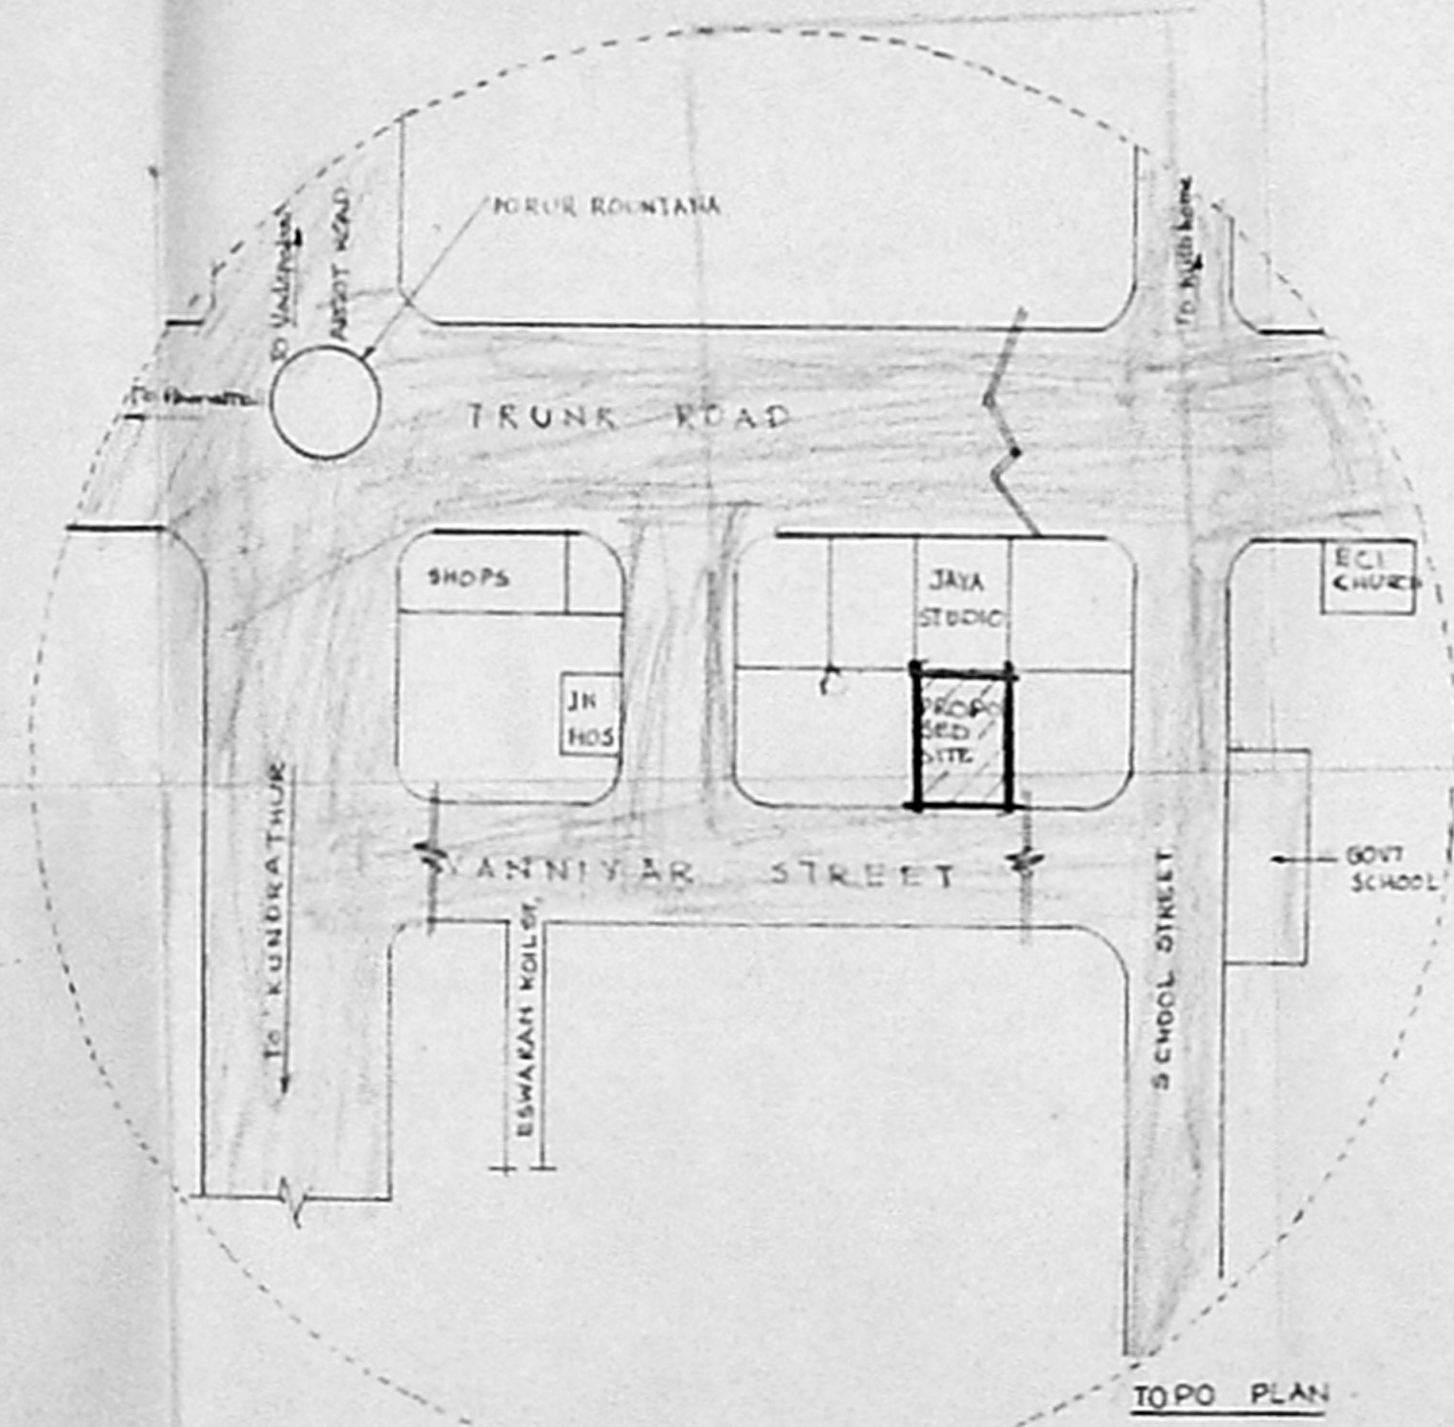 PORUR ROUNTANA
ARCOT ROAD
TRUNK ROAD
SHOPS
JAYA
STUDIO
ECI
CHURCH
JN
HOS
PROPO
SED
SITE
VANNIYAR STREET
GOVT
SCHOOL
TO KUNDRATHUR
ESWARAN KOIL ST,
SCHOOL STREET
TOPO PLAN